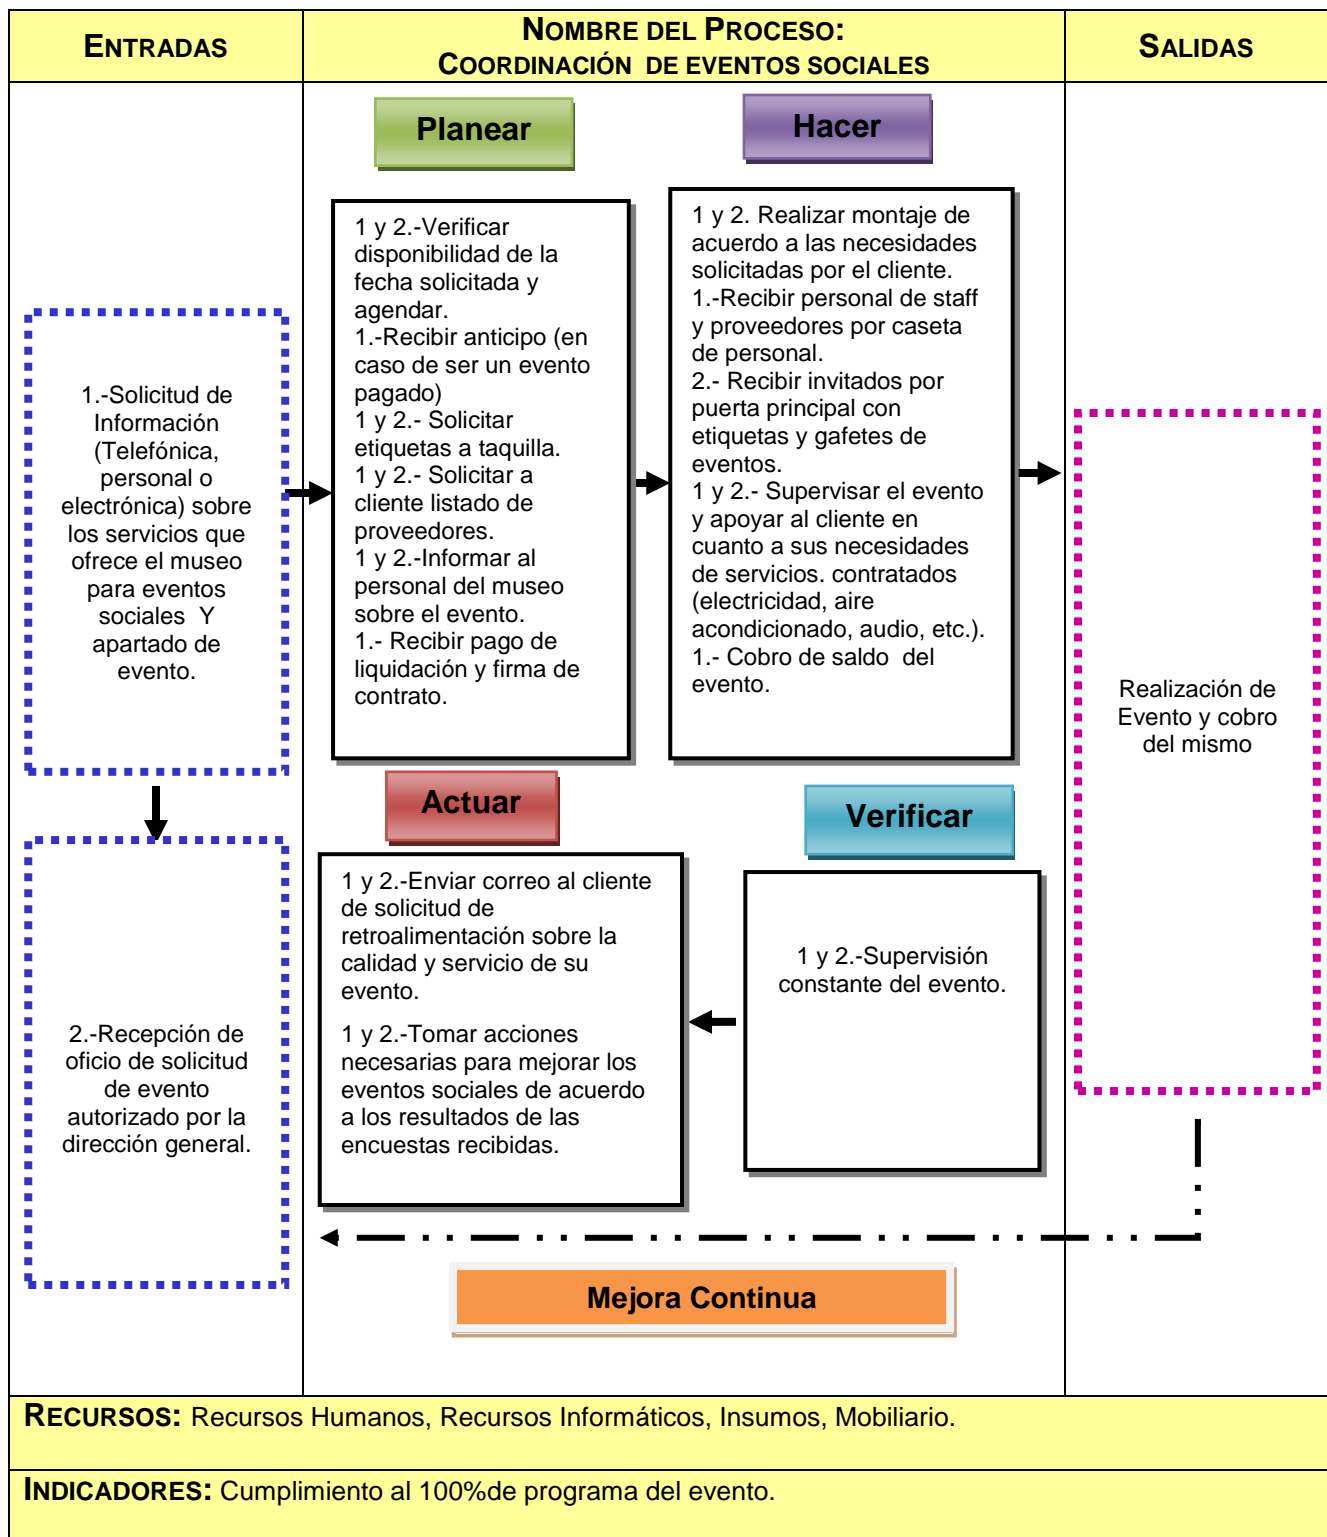 ENTRADAS
NOMBRE DEL PROCESO:
COORDINACIÓN DE EVENTOS SOCIALES
SALIDAS
Planear
Hacer
1 y 2.-Verificar
disponibilidad de la
fecha solicitada y
agendar.
1.-Recibir anticipo (en
caso de ser un evento
pagado)
1 y 2.- Solicitar
etiquetas a taquilla.
1 y 2.- Solicitar a
cliente listado de
proveedores.
1 y 2.-Informar al
personal del museo
sobre el evento.
1.- Recibir pago de
liquidación y firma de
contrato.
1 y 2. Realizar montaje de
acuerdo a las necesidades
solicitadas por el cliente.
1.-Recibir personal de staff
y proveedores por caseta
de personal.
2.- Recibir invitados por
puerta principal con
etiquetas y gafetes de
eventos.
1 y 2.- Supervisar el evento
y apoyar al cliente en
cuanto a sus necesidades
de servicios. contratados
(electricidad, aire
acondicionado, audio, etc.).
1.- Cobro de saldo del
evento.
1.-Solicitud de
Información
(Telefónica,
personal o
electrónica) sobre
los servicios que
ofrece el museo
para eventos
sociales Y
apartado de
evento.
Realización de
Evento y cobro
del mismo
Actuar
Verificar
1 y 2.-Enviar correo al cliente
de solicitud de
retroalimentación sobre la
calidad y servicio de su
evento.
1 y 2.-Tomar acciones
necesarias para mejorar los
eventos sociales de acuerdo
a los resultados de las
encuestas recibidas.
1 y 2.-Supervisión
constante del evento.
2.-Recepción de
oficio de solicitud
de evento
autorizado por la
dirección general.
Mejora Continua
RECURSOS: Recursos Humanos, Recursos Informáticos, Insumos, Mobiliario.
INDICADORES: Cumplimiento al 100%de programa del evento.